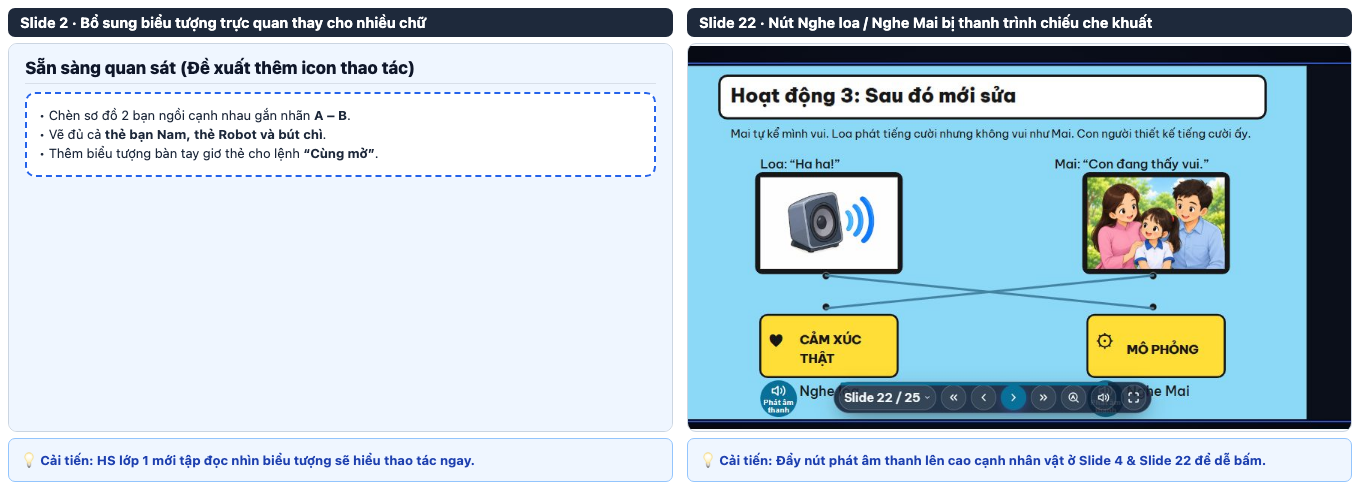 Slide 2 · Bổ sung biểu tượng trực quan thay cho nhiều chữ
Sẵn sàng quan sát (Đề xuất thêm icon thao tác)
• Chèn sơ đồ 2 bạn ngồi cạnh nhau gắn nhãn A – B.
• Vẽ đủ cả thẻ bạn Nam, thẻ Robot và bút chì.
• Thêm biểu tượng bàn tay giơ thẻ cho lệnh “Cùng mở”.
💡 Cải tiến: HS lớp 1 mới tập đọc nhìn biểu tượng sẽ hiểu thao tác ngay.
Slide 22 · Nút Nghe loa / Nghe Mai bị thanh trình chiếu che khuất
Hoạt động 3: Sau đó mới sửa
Mai tự kể mình vui. Loa phát tiếng cười nhưng không vui như Mai. Con người thiết kế tiếng cười ấy.
Loa: “Ha ha!”
Mai: “Con đang thấy vui.”
CẢM XÚC
THẬT
MÔ PHỎNG
Phát âm
thanh
Nghe
Slide 22 / 25
Mai
💡 Cải tiến: Đẩy nút phát âm thanh lên cao cạnh nhân vật ở Slide 4 & Slide 22 để dễ bấm.